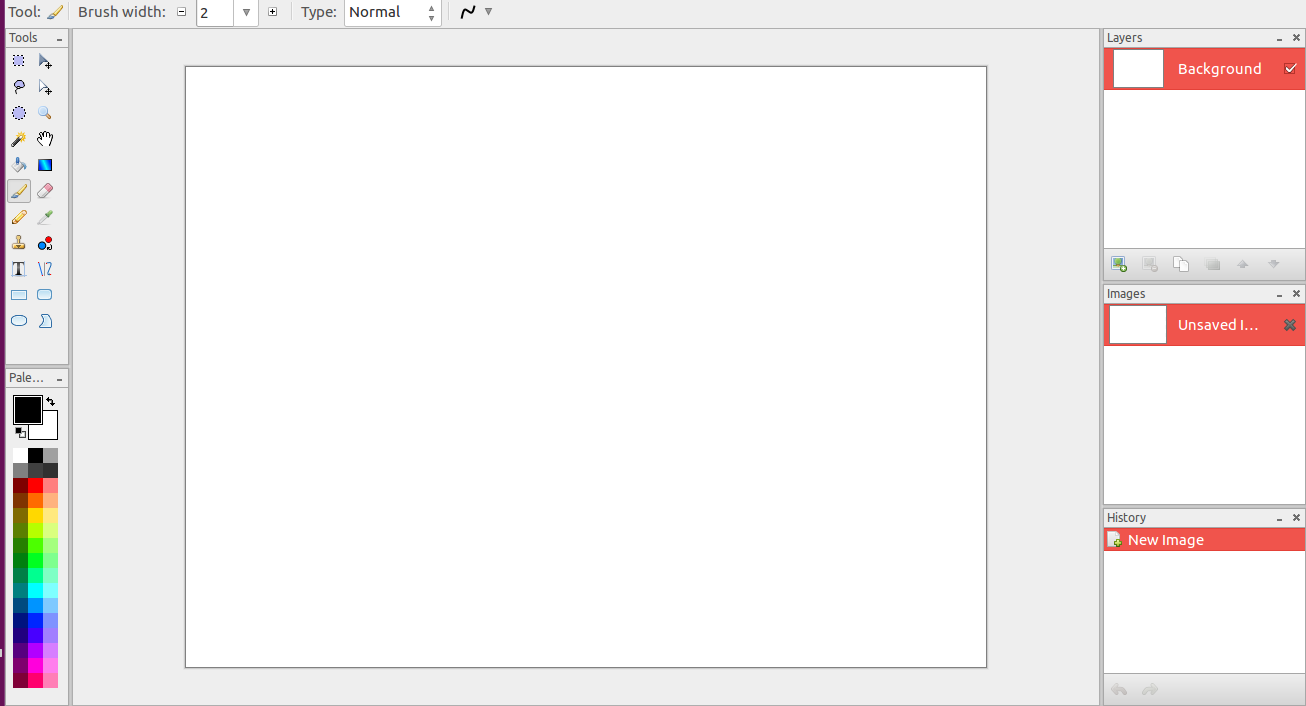 Tool: Brush width: 2 Type: Normal
Tools
Pale...
Layers
Background
Images
Unsaved I...
History
New Image